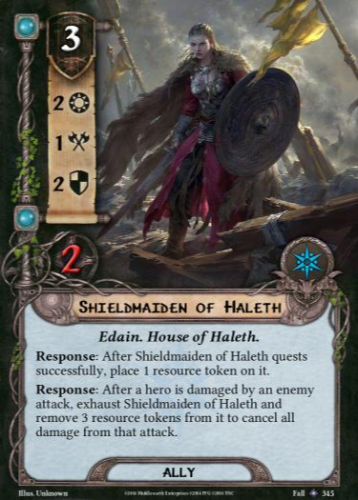 3
2
1
2
2
SHIELDMAIDEN OF HALETH
Edain. House of Haleth.
Response: After Shieldmaiden of Haleth quests
successfully, place 1 resource token on it.
Response: After a hero is damaged by an enemy
attack, exhaust Shieldmaiden of Haleth and
remove 3 resource tokens from it to cancel all
damage from that attack.
ALLY
Illus. Unknown
Fall
345